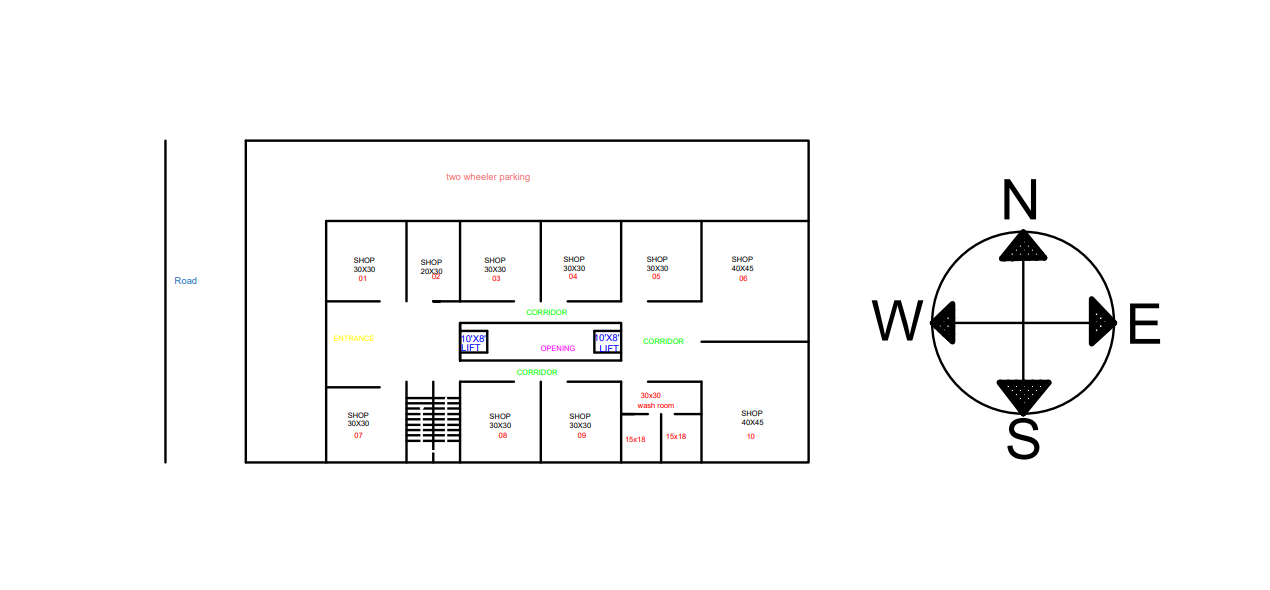 two wheeler parking
Road
SHOP
30X30
01
SHOP
20X30
02
SHOP
30X30
03
SHOP
30X30
04
SHOP
30X30
05
SHOP
40X45
06
CORRIDOR
ENTRANCE
10'X8'
LIFT
OPENING
10'X8'
LIFT
CORRIDOR
CORRIDOR
SHOP
30X30
07
SHOP
30X30
08
SHOP
30X30
09
30x30
wash room
15x18
15x18
SHOP
40X45
10
N
W
E
S